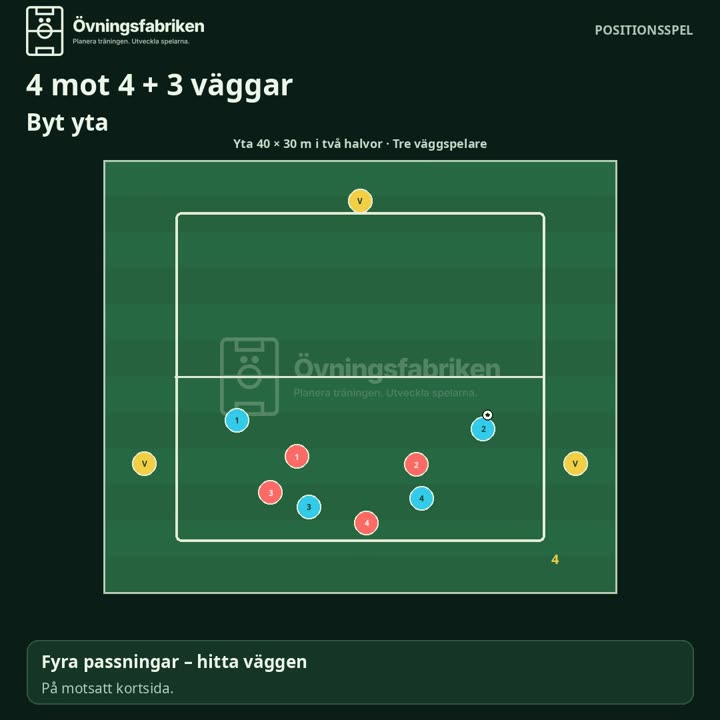 Övningsfabriken
Planera träningen. Utveckla spelarna.
POSITIONSSPEL
4 mot 4 + 3 väggar
Byt yta
Yta 40 × 30 m i två halvor · Tre väggspelare
V
Övningsfabriken
Planera träningen. Utveckla spelarna.
1
2
V
1
2
V
3
3
4
4
4
Fyra passningar – hitta väggen
På motsatt kortsida.